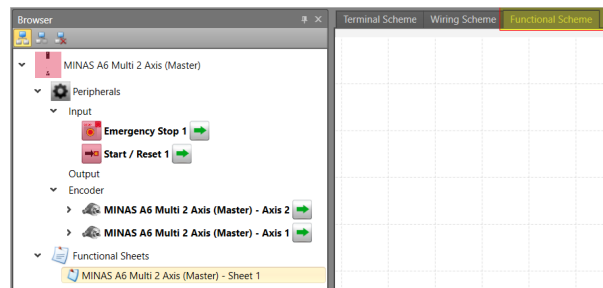 Browser
Terminal Scheme Wiring Scheme Functional Scheme
MINAS A6 Multi 2 Axis (Master)
Peripherals
Input
Emergency Stop 1
Start / Reset 1
Output
Encoder
MINAS A6 Multi 2 Axis (Master) - Axis 2
MINAS A6 Multi 2 Axis (Master) - Axis 1
Functional Sheets
MINAS A6 Multi 2 Axis (Master) - Sheet 1